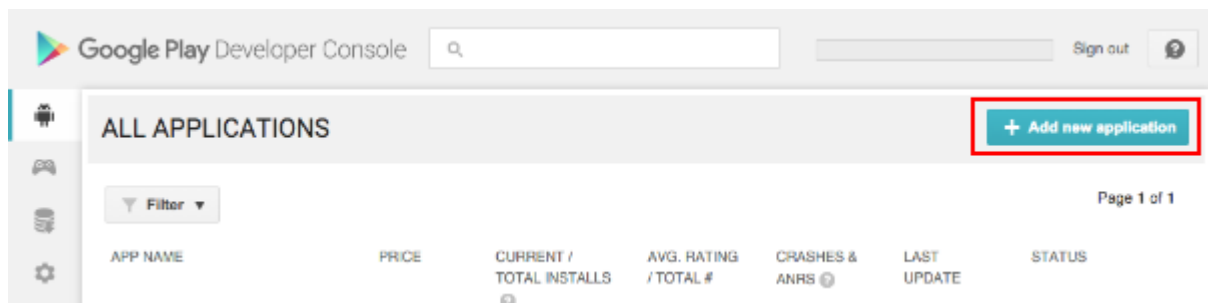 Google Play Developer Console
Sign out
ALL APPLICATIONS
+ Add new application
Filter
Page 1 of 1
APP NAME
PRICE
CURRENT /
TOTAL INSTALLS
AVG. RATING
/ TOTAL #
CRASHES &
ANRS
LAST
UPDATE
STATUS